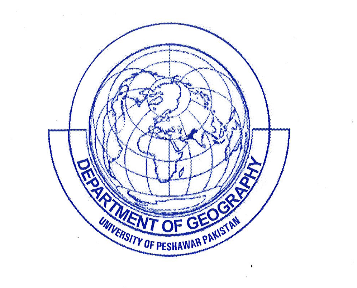 DEPARTMENT OF GEOGRAPHY
UNIVERSITY OF PESHAWAR PAKISTAN